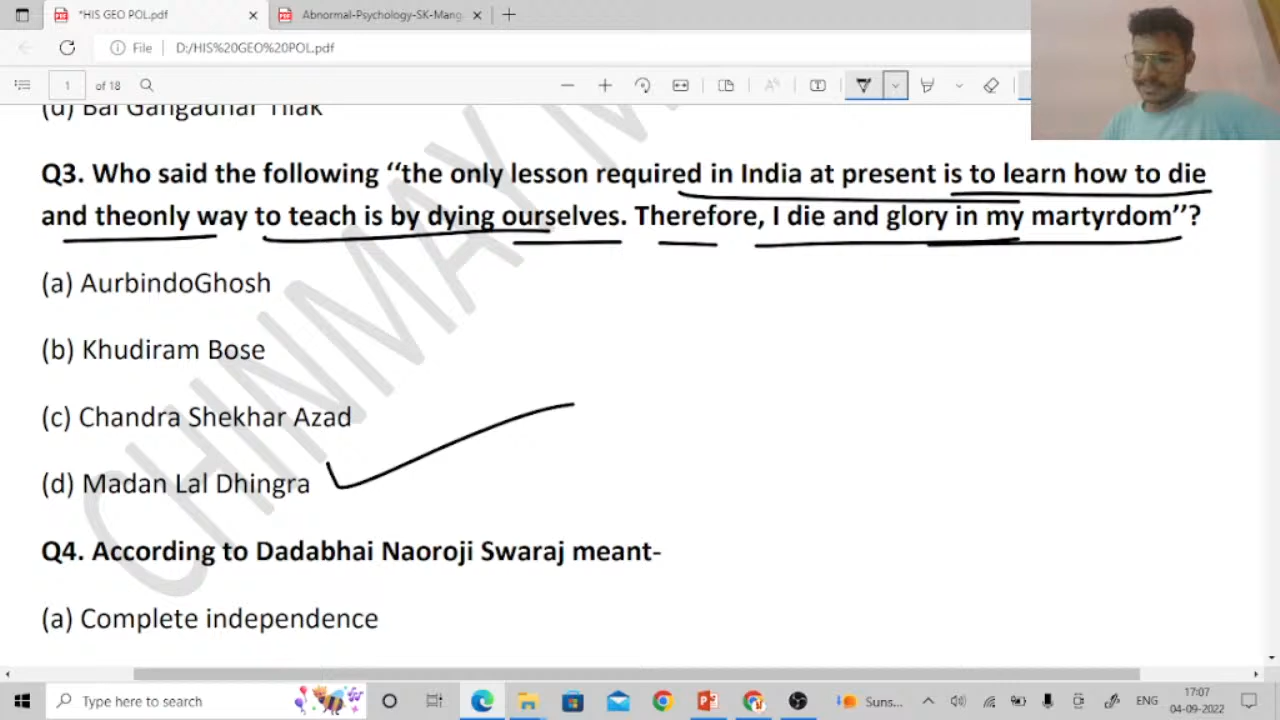 *HIS GEO POL.pdf
Abnormal-Psychology-SK-Mang
File
D:/HIS%20GEO%20POL.pdf
1 of 18
(d) Bal Gangadhar Tilak
Q3. Who said the following ‘‘the only lesson required in India at present is to learn how to die
and theonly way to teach is by dying ourselves. Therefore, I die and glory in my martyrdom’’?
(a) AurbindoGhosh
(b) Khudiram Bose
(c) Chandra Shekhar Azad
(d) Madan Lal Dhingra
Q4. According to Dadabhai Naoroji Swaraj meant-
(a) Complete independence
CHINMAY M
Type here to search
Suns...
ENG
17:07
04-09-2022